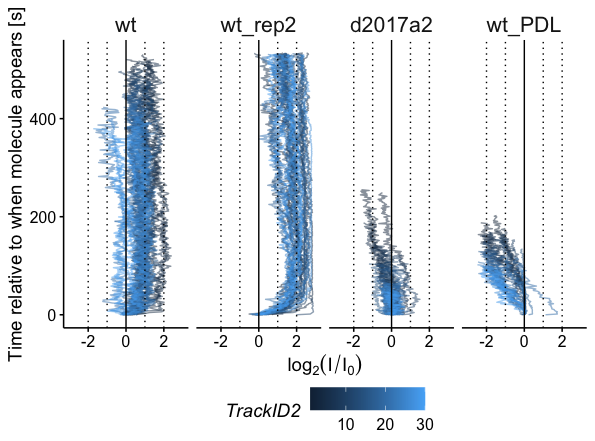 wt wt_rep2 d2017a2 wt_PDL
Time relative to when molecule appears [s]
400
200
0
-2 0 2 -2 0 2 -2 0 2 -2 0 2
log₂(I/I₀)
TrackID2
10 20 30